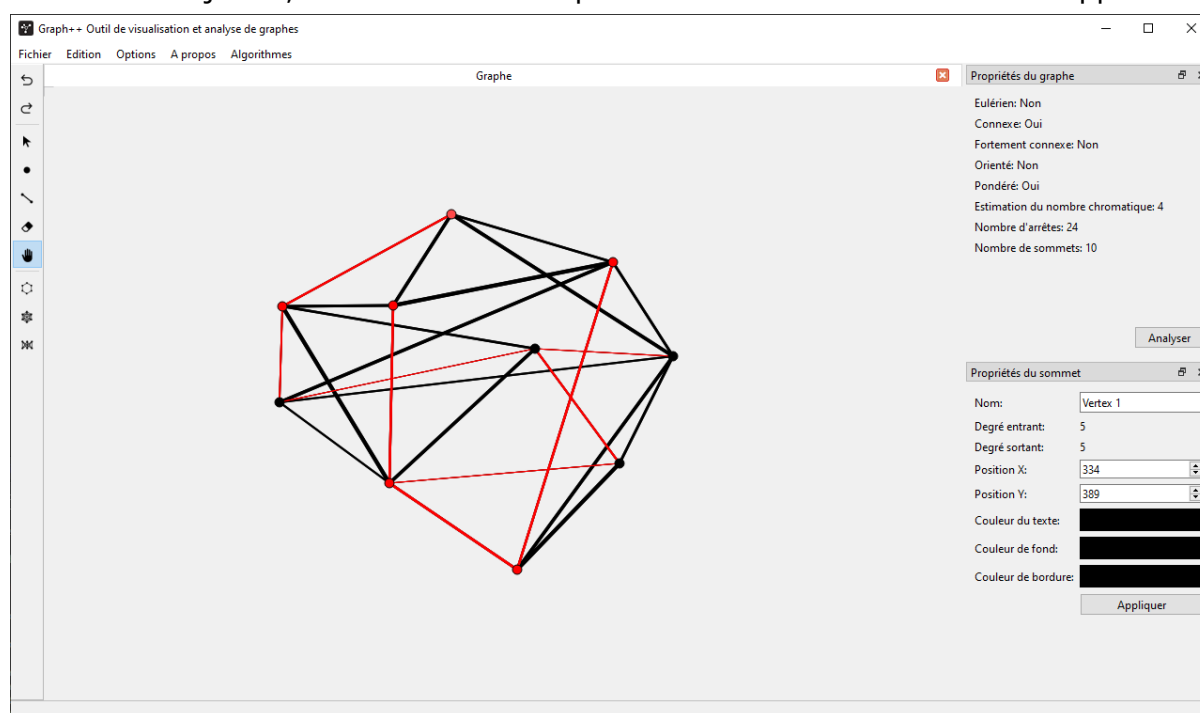 Graph++ Outil de visualisation et analyse de graphes
Fichier Edition Options A propos Algorithmes
Graphe
Propriétés du graphe
Eulérien: Non
Connexe: Oui
Fortement connexe: Non
Orienté: Non
Pondéré: Oui
Estimation du nombre chromatique: 4
Nombre d'arrêtes: 24
Nombre de sommets: 10
Analyser
Propriétés du sommet
Nom: Vertex 1
Degré entrant: 5
Degré sortant: 5
Position X: 334
Position Y: 389
Couleur du texte:
Couleur de fond:
Couleur de bordure:
Appliquer